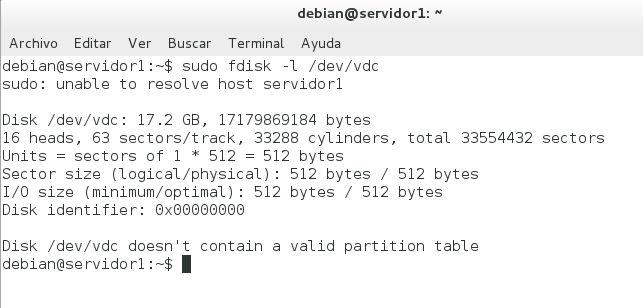 debian@servidor1: ~
Archivo Editar Ver Buscar Terminal Ayuda
debian@servidor1:~$ sudo fdisk -l /dev/vdc
sudo: unable to resolve host servidor1
Disk /dev/vdc: 17.2 GB, 17179869184 bytes
16 heads, 63 sectors/track, 33288 cylinders, total 33554432 sectors
Units = sectors of 1 * 512 = 512 bytes
Sector size (logical/physical): 512 bytes / 512 bytes
I/O size (minimum/optimal): 512 bytes / 512 bytes
Disk identifier: 0x00000000
Disk /dev/vdc doesn't contain a valid partition table
debian@servidor1:~$